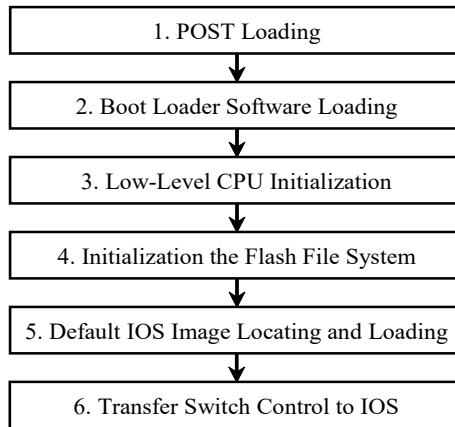 1. POST Loading
2. Boot Loader Software Loading
3. Low-Level CPU Initialization
4. Initialization the Flash File System
5. Default IOS Image Locating and Loading
6. Transfer Switch Control to IOS